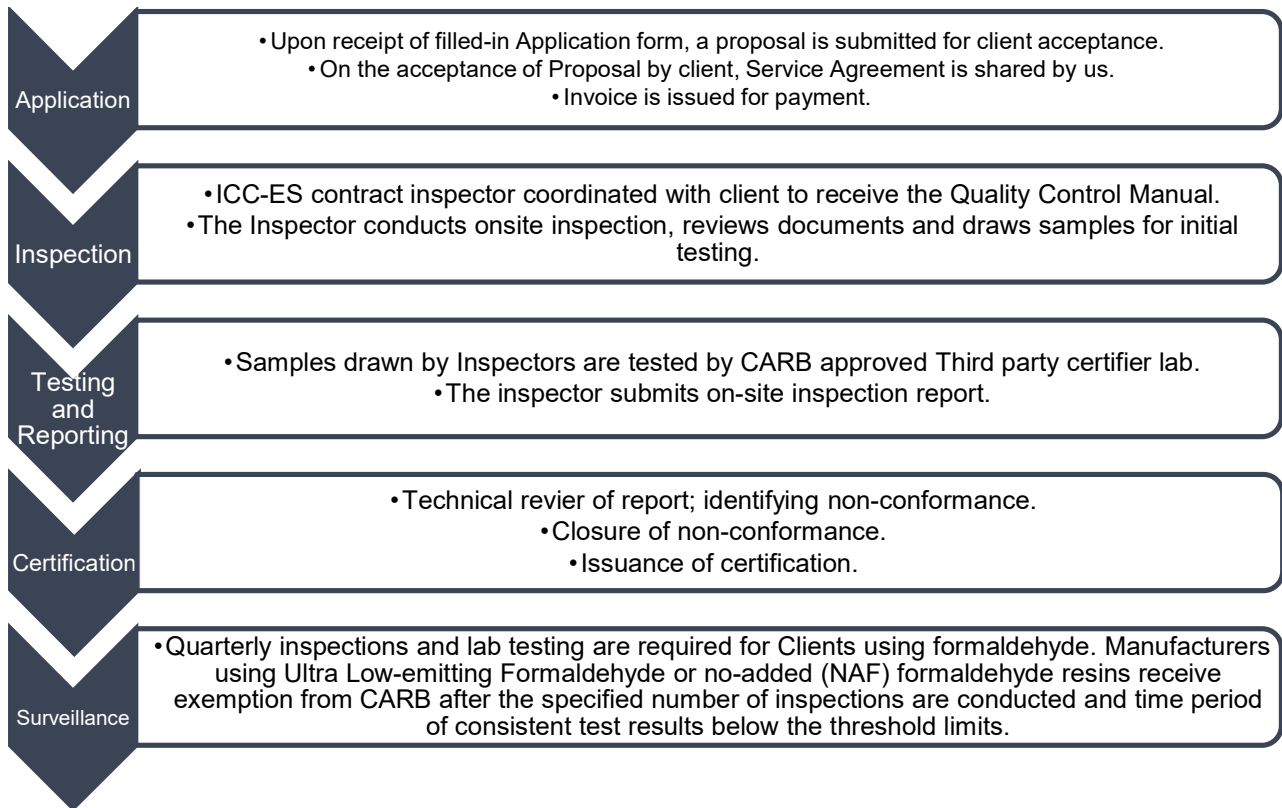 Application
•Upon receipt of filled-in Application form, a proposal is submitted for client acceptance.
•On the acceptance of Proposal by client, Service Agreement is shared by us.
•Invoice is issued for payment.
Inspection
•ICC-ES contract inspector coordinated with client to receive the Quality Control Manual.
•The Inspector conducts onsite inspection, reviews documents and draws samples for initial
testing.
Testing
and
Reporting
•Samples drawn by Inspectors are tested by CARB approved Third party certifier lab.
•The inspector submits on-site inspection report.
Certification
•Technical revier of report; identifying non-conformance.
•Closure of non-conformance.
•Issuance of certification.
Surveillance
•Quarterly inspections and lab testing are required for Clients using formaldehyde. Manufacturers
using Ultra Low-emitting Formaldehyde or no-added (NAF) formaldehyde resins receive
exemption from CARB after the specified number of inspections are conducted and time period
of consistent test results below the threshold limits.